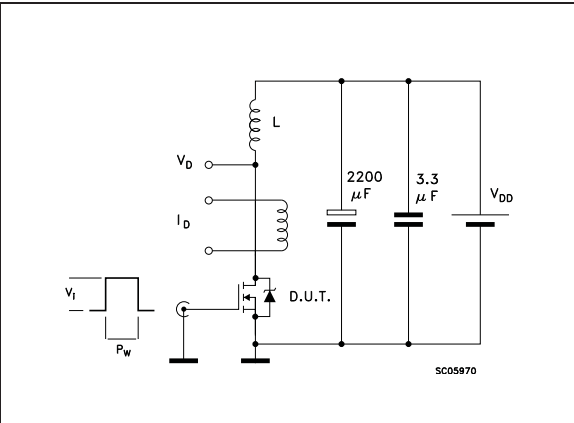 L
V_D
2200 μF
3.3 μF
V_DD
I_D
V_i
D.U.T.
P_W
SC05970